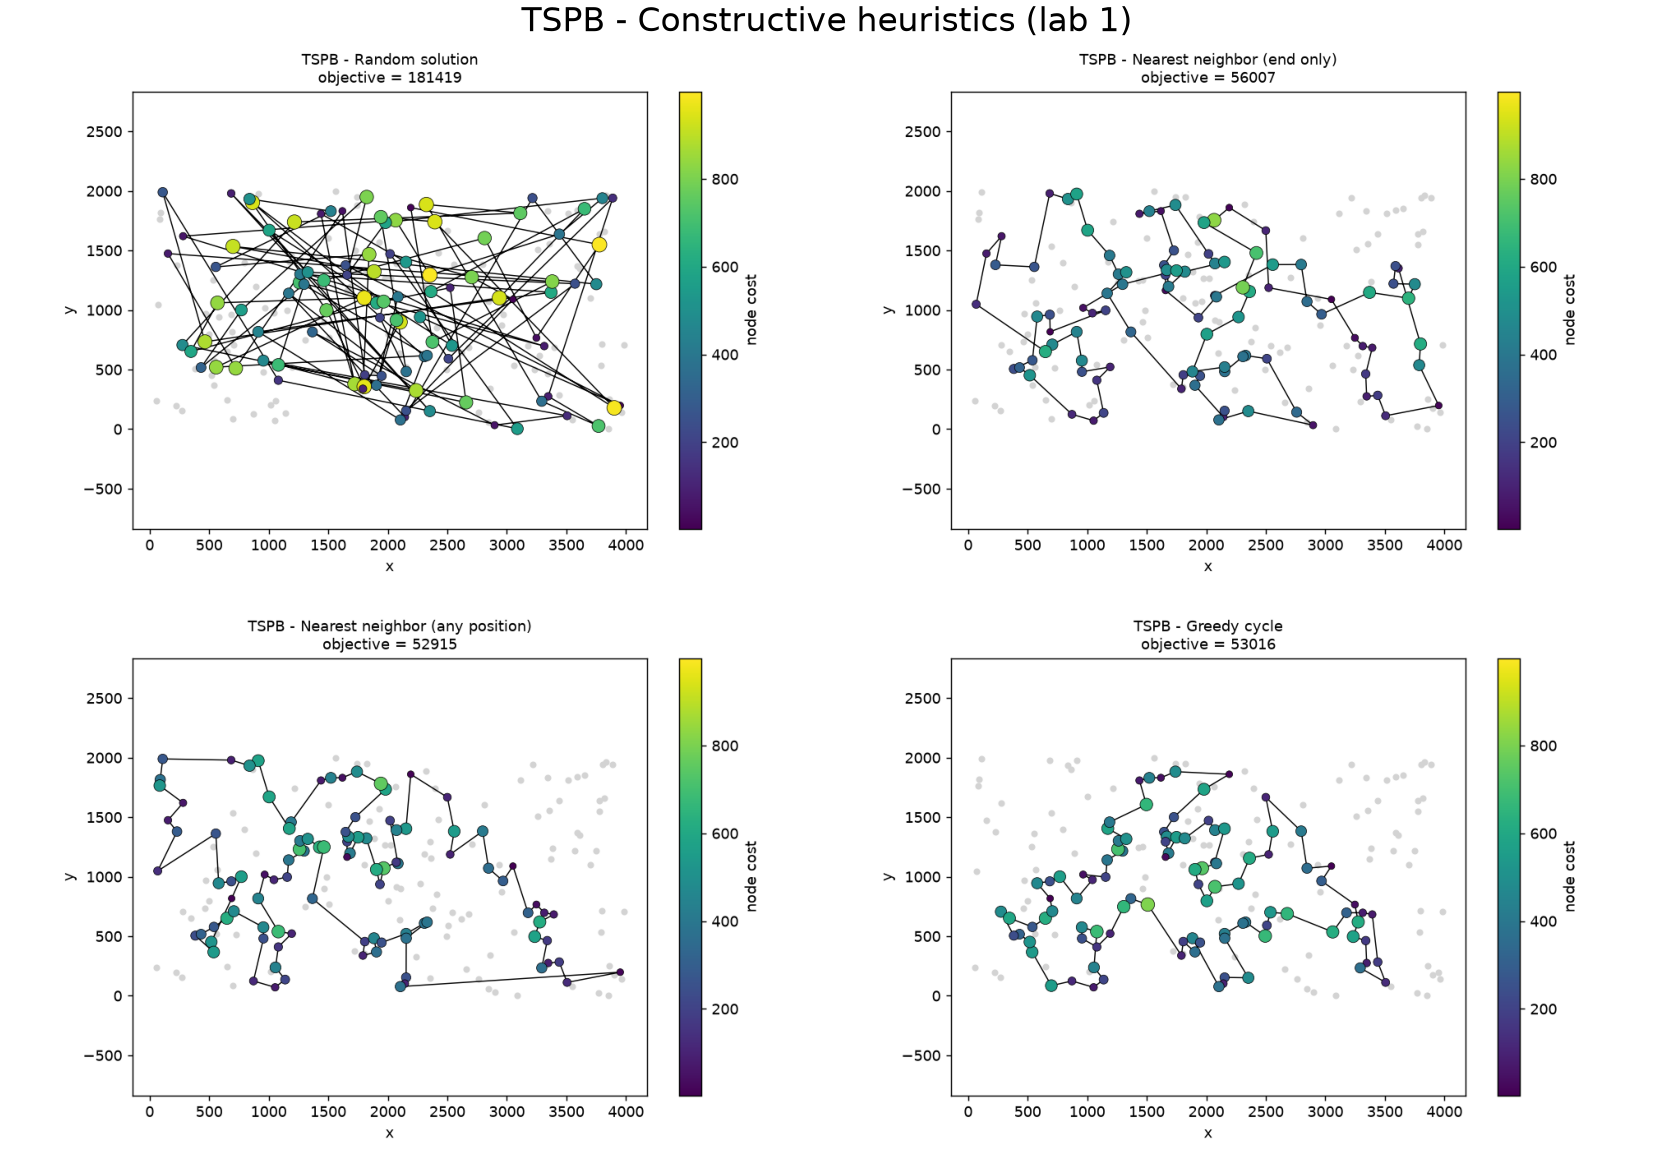 TSPB - Constructive heuristics (lab 1)
TSPB - Random solution
objective = 181419
2500
2000
1500
1000
500
0
−500
y
0 500 1000 1500 2000 2500 3000 3500 4000
x
800
600
400
200
node cost
TSPB - Nearest neighbor (end only)
objective = 56007
2500
2000
1500
1000
500
0
−500
y
0 500 1000 1500 2000 2500 3000 3500 4000
x
800
600
400
200
node cost
TSPB - Nearest neighbor (any position)
objective = 52915
2500
2000
1500
1000
500
0
−500
y
0 500 1000 1500 2000 2500 3000 3500 4000
x
800
600
400
200
node cost
TSPB - Greedy cycle
objective = 53016
2500
2000
1500
1000
500
0
−500
y
0 500 1000 1500 2000 2500 3000 3500 4000
x
800
600
400
200
node cost